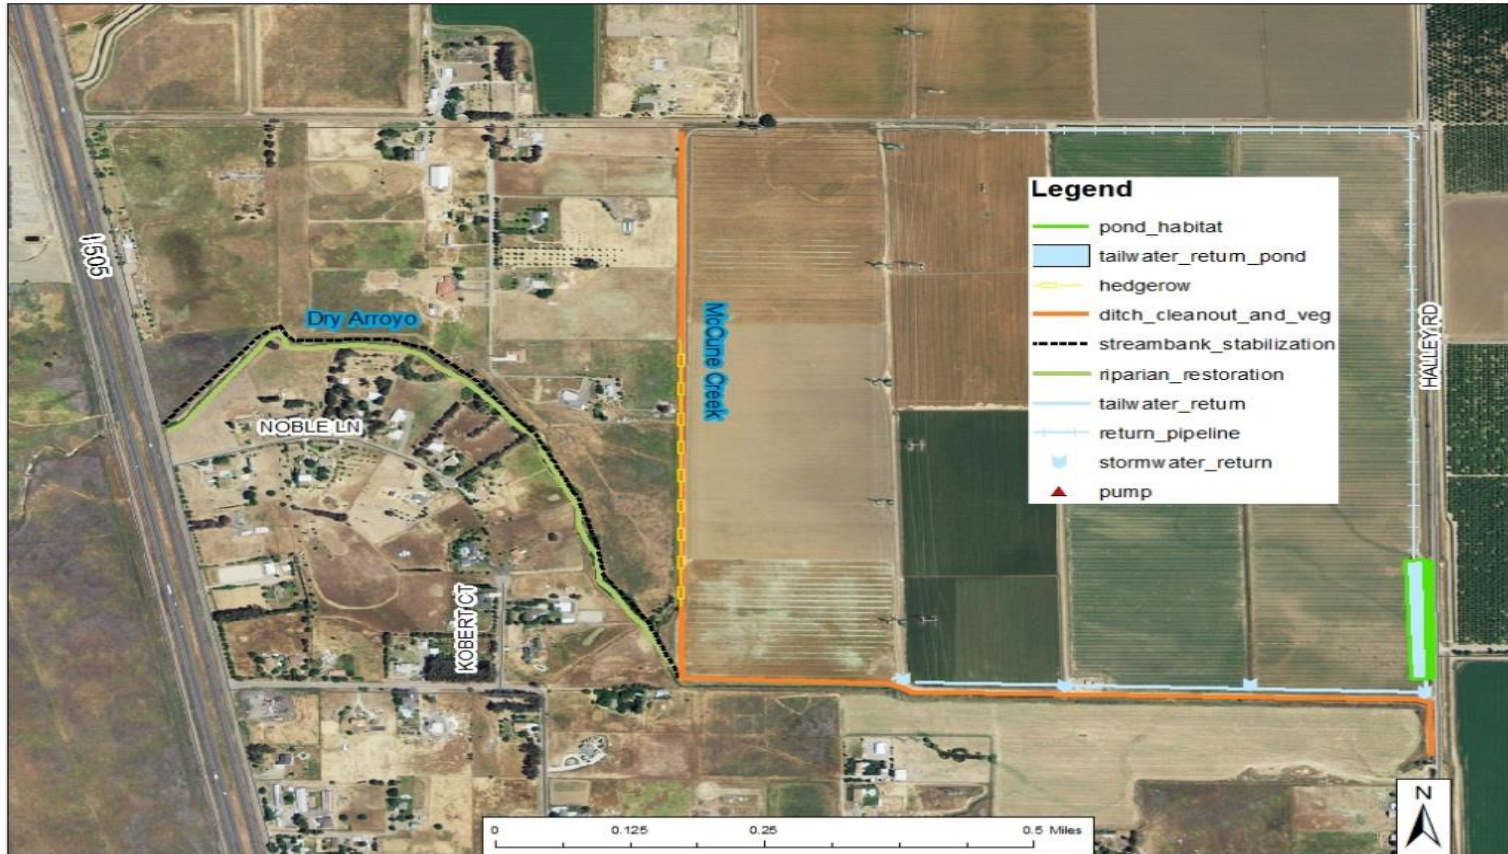 I 505
Dry Arroyo
McCune Creek
NOBLE LN
KOBERT CT
HALLEY RD
Legend
pond_habitat
tailwater_return_pond
hedgerow
ditch_cleanout_and_veg
streambank_stabilization
riparian_restoration
tailwater_return
return_pipeline
stormwater_return
pump
0 0.125 0.25 0.5 Miles
N